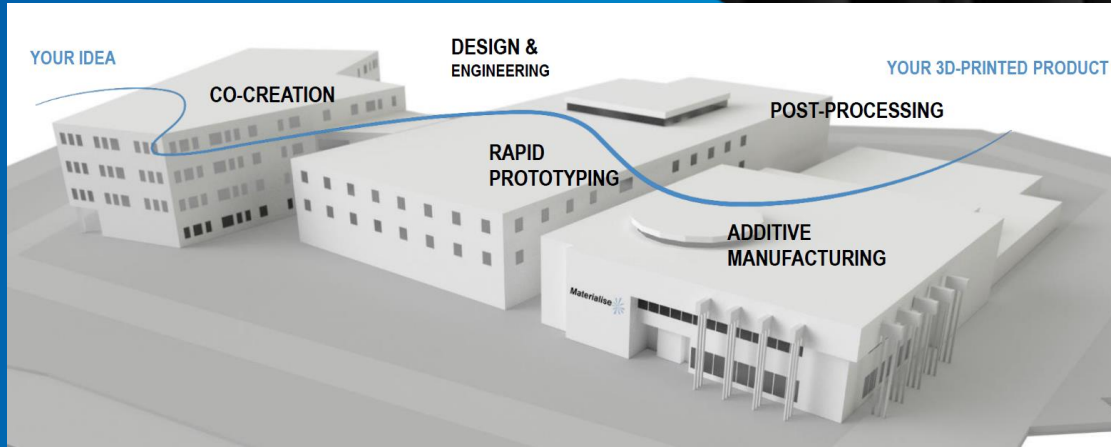 YOUR IDEA
CO-CREATION
DESIGN &
ENGINEERING
RAPID
PROTOTYPING
YOUR 3D-PRINTED PRODUCT
POST-PROCESSING
ADDITIVE
MANUFACTURING
Materialise